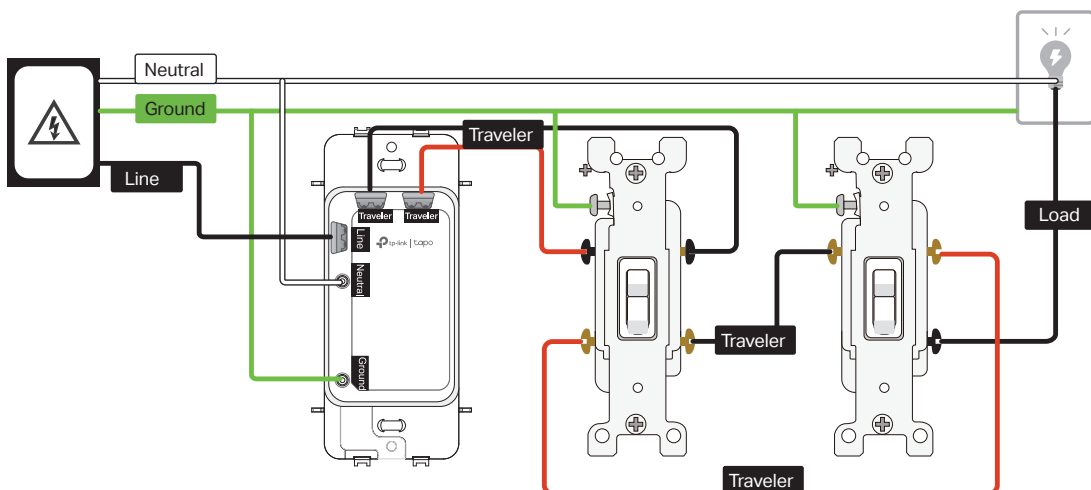 Neutral
Ground
Line
Traveler
Traveler
Traveler
Line
tp-link | tapo
Neutral
Ground
Load
Traveler
Traveler